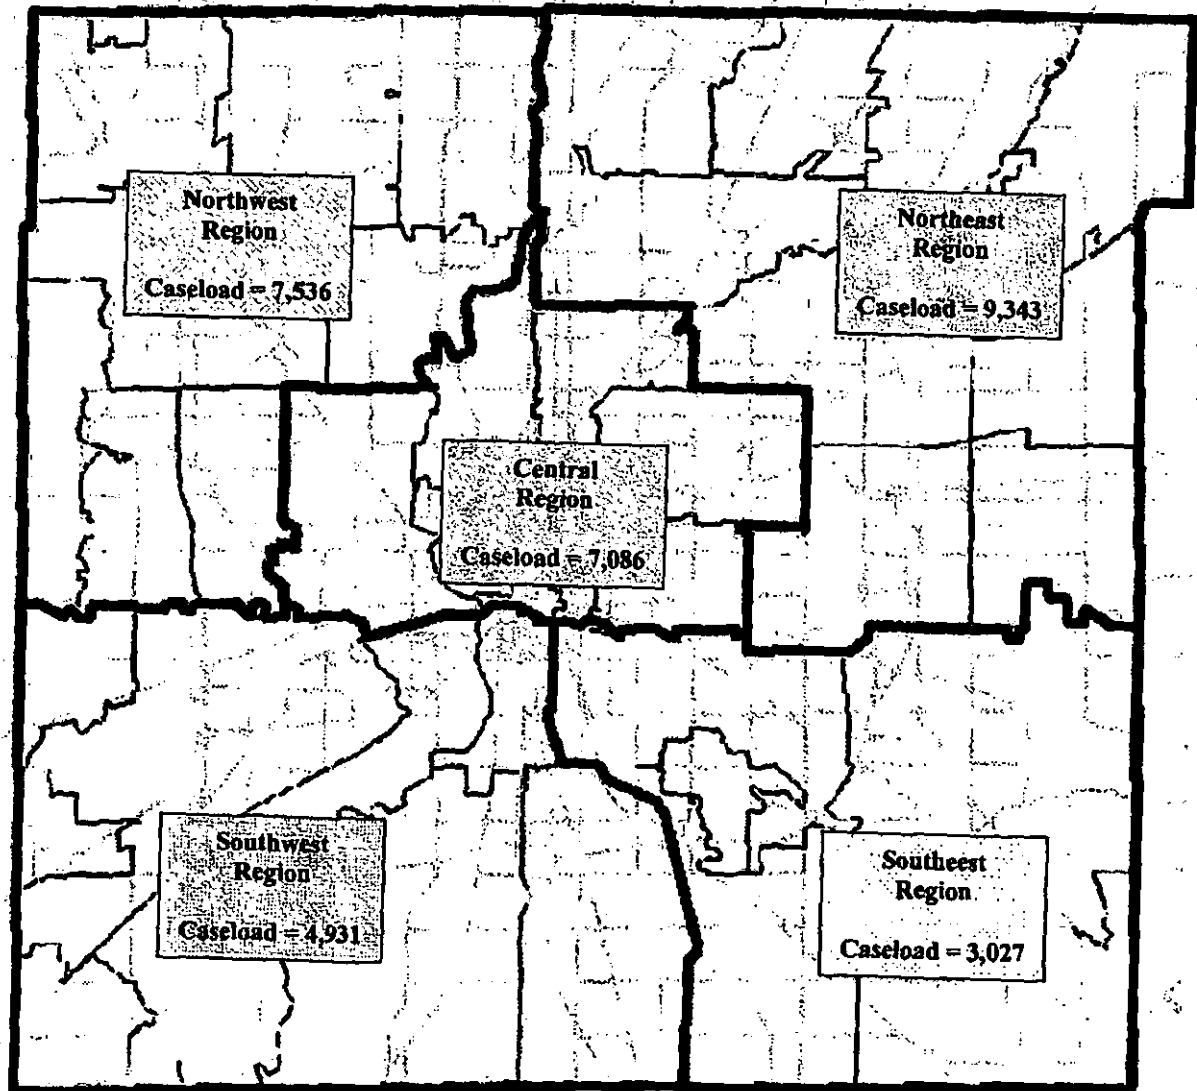 Northwest
Region
Caseload = 7,536
Northeast
Region
Caseload = 9,343
Central
Region
Caseload = 7,086
Southwest
Region
Caseload = 4,931
Southeest
Region
Caseload = 3,027